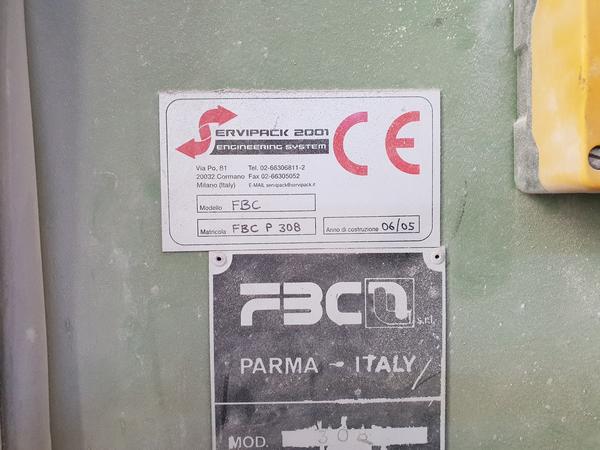 SERVIPACK 2001
ENGINEERING SYSTEM
CE
Via Po, 81 Tel. 02-66306811-2
20032 Cormano Fax 02-66305052
Milano (Italy) E-MAIL servipack@servipack.it
Modello FBC
Matricola FBC P 308
Anno di costruzione 06/05
FBC s.r.l.
PARMA - ITALY
MOD. 308